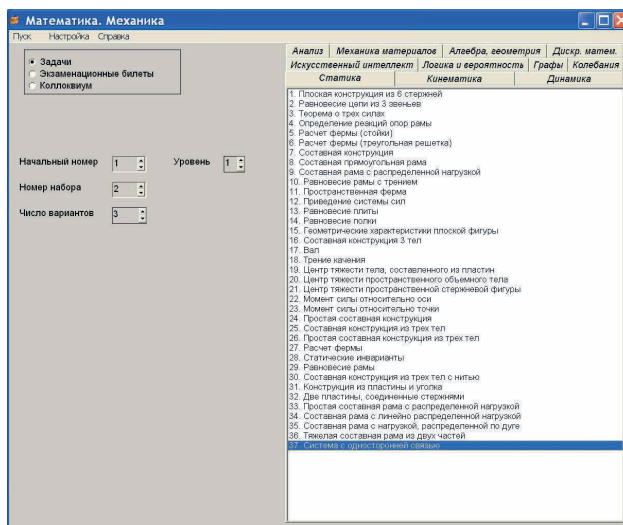 Математика. Механика
Пуск Настройка Справка
Задачи
Экзаменационные билеты
Коллоквиум
Начальный номер 1 Уровень 1
Номер набора 2
Число вариантов 3
Анализ Механика материалов Алгебра, геометрия Дискр. матем.
Искусственный интеллект Логика и вероятность Графы Колебания
Статика Кинематика Динамика
1. Плоская конструкция из 6 стержней
2. Равновесие цепи из 3 звеньев
3. Теорема о трех силах
4. Определение реакций опор рамы
5. Расчет фермы (стойки)
6. Расчет фермы (треугольная решетка)
7. Составная конструкция
8. Составная прямоугольная рама
9. Составная рама с распределенной нагрузкой
10. Равновесие рамы с трением
11. Пространственная ферма
12. Приведение системы сил
13. Равновесие плиты
14. Равновесие полки
15. Геометрические характеристики плоской фигуры
16. Составная конструкция 3 тел
17. Вал
18. Трение качения
19. Центр тяжести тела, составленного из пластин
20. Центр тяжести пространственного объемного тела
21. Центр тяжести пространственной стержневой фигуры
22. Момент силы относительно оси
23. Момент силы относительно точки
24. Простая составная конструкция
25. Составная конструкция из трех тел
26. Простая составная конструкция из трех тел
27. Расчет фермы
28. Статические инварианты
29. Равновесие рамы
30. Составная конструкция из трех тел с нитью
31. Конструкция из пластины и уголка
32. Две пластины, соединенные стержнями
33. Простая составная рама с распределенной нагрузкой
34. Составная рама с линейно распределенной нагрузкой
35. Составная рама с нагрузкой, распределенной по дуге
36. Тяжелая составная рама из двух частей
37. Система с односторонней связью